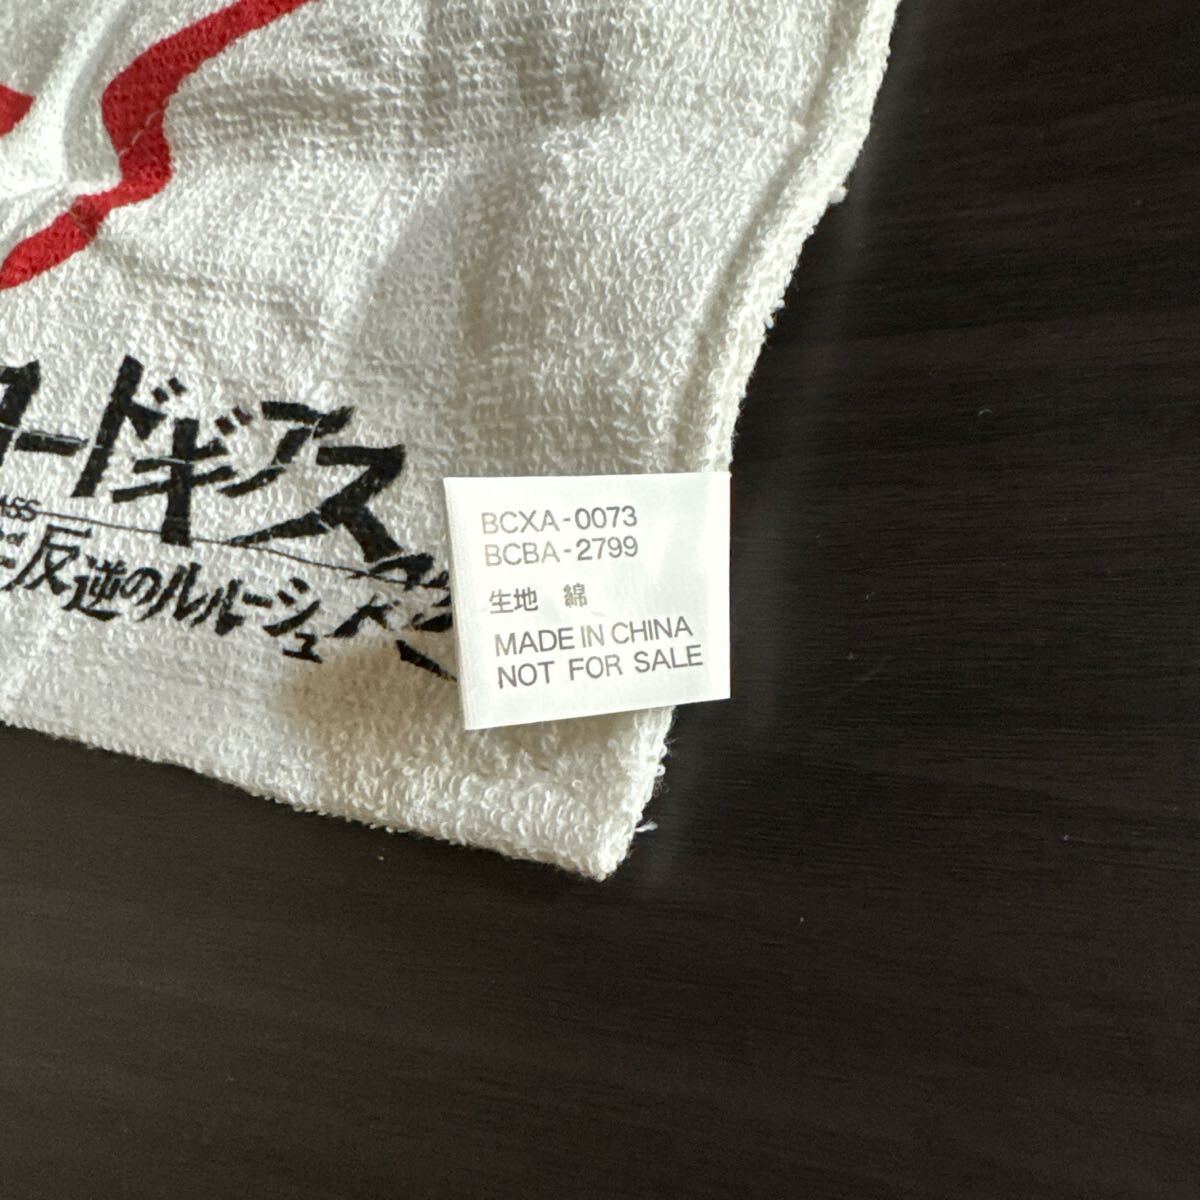 コードギアス
反逆のルルーシュ
BCXA-0073
BCBA-2799
生地 綿
MADE IN CHINA
NOT FOR SALE